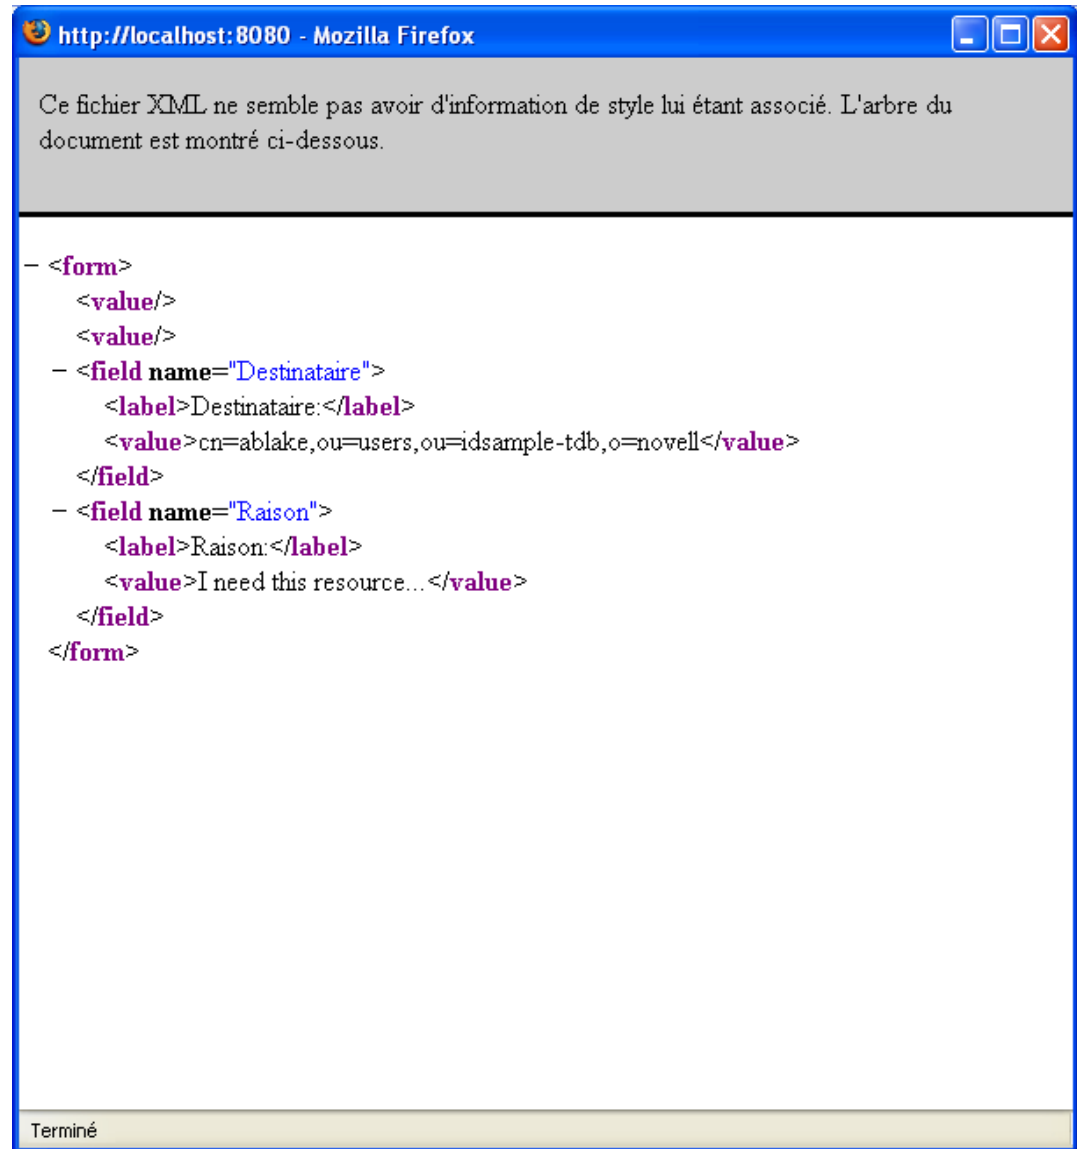 http://localhost:8080 - Mozilla Firefox
Ce fichier XML ne semble pas avoir d'information de style lui étant associé. L'arbre du
document est montré ci-dessous.
− <form>
<value/>
<value/>
− <field name="Destinataire">
<label>Destinataire:</label>
<value>cn=ablake,ou=users,ou=idsample-tdb,o=novell</value>
</field>
− <field name="Raison">
<label>Raison:</label>
<value>I need this resource...</value>
</field>
</form>
Terminé